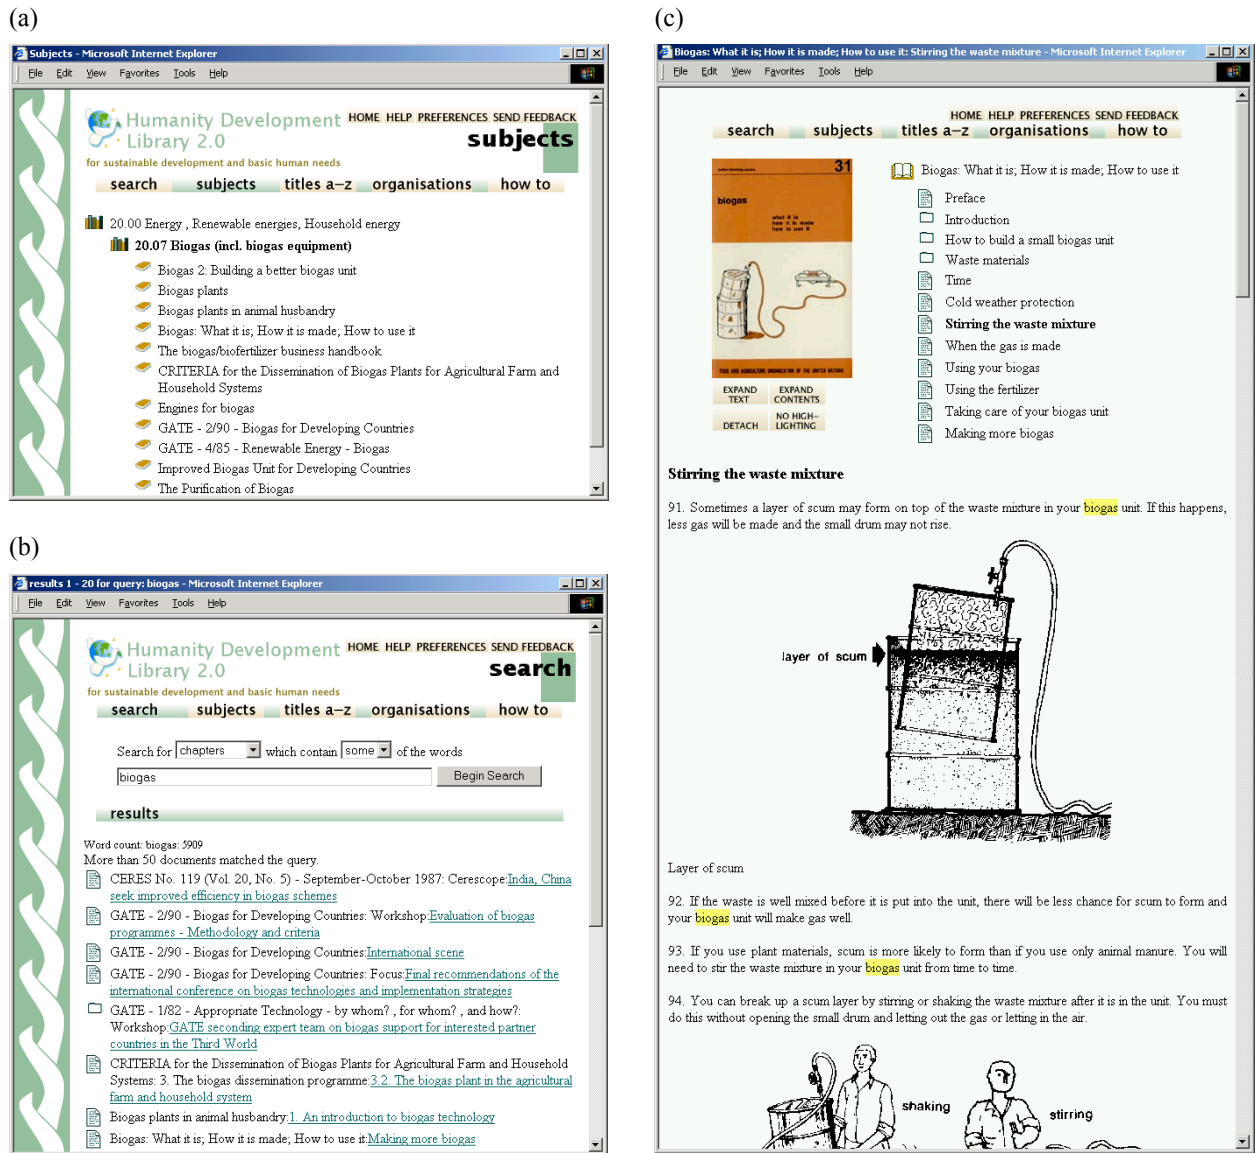 (a)
Subjects - Microsoft Internet Explorer
File Edit View Favorites Tools Help
Humanity Development
Library 2.0
for sustainable development and basic human needs
HOME HELP PREFERENCES SEND FEEDBACK
subjects
search subjects titles a-z organisations how to
20.00 Energy , Renewable energies, Household energy
20.07 Biogas (incl. biogas equipment)
Biogas 2: Building a better biogas unit
Biogas plants
Biogas plants in animal husbandry
Biogas: What it is; How it is made; How to use it
The biogas/biofertilizer business handbook
CRITERIA for the Dissemination of Biogas Plants for Agricultural Farm and
Household Systems
Engines for biogas
GATE - 2/90 - Biogas for Developing Countries
GATE - 4/85 - Renewable Energy - Biogas
Improved Biogas Unit for Developing Countries
The Purification of Biogas
(b)
results 1 - 20 for query: biogas - Microsoft Internet Explorer
File Edit View Favorites Tools Help
Humanity Development
Library 2.0
for sustainable development and basic human needs
HOME HELP PREFERENCES SEND FEEDBACK
search
search subjects titles a-z organisations how to
Search for chapters which contain some of the words
biogas Begin Search
results
Word count: biogas: 5909
More than 50 documents matched the query.
CERES No. 119 (Vol. 20, No. 5) - September-October 1987: Cerescope:India, China
seek improved efficiency in biogas schemes
GATE - 2/90 - Biogas for Developing Countries: Workshop:Evaluation of biogas
programmes - Methodology and criteria
GATE - 2/90 - Biogas for Developing Countries:International scene
GATE - 2/90 - Biogas for Developing Countries: Focus:Final recommendations of the
international conference on biogas technologies and implementation strategies
GATE - 1/82 - Appropriate Technology - by whom? , for whom? , and how?:
Workshop:GATE seconding expert team on biogas support for interested partner
countries in the Third World
CRITERIA for the Dissemination of Biogas Plants for Agricultural Farm and Household
Systems: 3. The biogas dissemination programme:3.2. The biogas plant in the agricultural
farm and household system
Biogas plants in animal husbandry:1. An introduction to biogas technology
Biogas: What it is; How it is made; How to use it:Making more biogas
(c)
Biogas: What it is; How it is made; How to use it: Stirring the waste mixture - Microsoft Internet Explorer
File Edit View Favorites Tools Help
HOME HELP PREFERENCES SEND FEEDBACK
search subjects titles a-z organisations how to
31
biogas
what it is
how it is made
how to use it
FOOD AND AGRICULTURE ORGANIZATION OF THE UNITED NATIONS
EXPAND TEXT
EXPAND CONTENTS
DETACH
NO HIGH-LIGHTING
Biogas: What it is; How it is made; How to use it
Preface
Introduction
How to build a small biogas unit
Waste materials
Time
Cold weather protection
Stirring the waste mixture
When the gas is made
Using your biogas
Using the fertilizer
Taking care of your biogas unit
Making more biogas
Stirring the waste mixture
91. Sometimes a layer of scum may form on top of the waste mixture in your biogas unit. If this happens,
less gas will be made and the small drum may not rise.
layer of scum
Layer of scum
92. If the waste is well mixed before it is put into the unit, there will be less chance for scum to form and
your biogas unit will make gas well.
93. If you use plant materials, scum is more likely to form than if you use only animal manure. You will
need to stir the waste mixture in your biogas unit from time to time.
94. You can break up a scum layer by stirring or shaking the waste mixture after it is in the unit. You must
do this without opening the small drum and letting out the gas or letting in the air.
shaking
stirring